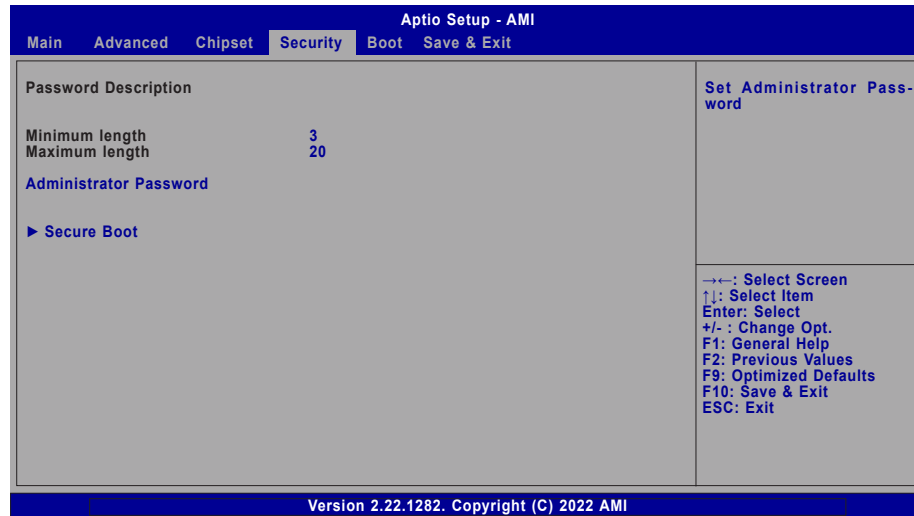 Aptio Setup - AMI
Main Advanced Chipset Security Boot Save & Exit
Password Description
Minimum length 3
Maximum length 20
Administrator Password
► Secure Boot
Set Administrator Pass-
word
→←: Select Screen
↑↓: Select Item
Enter: Select
+/- : Change Opt.
F1: General Help
F2: Previous Values
F9: Optimized Defaults
F10: Save & Exit
ESC: Exit
Version 2.22.1282. Copyright (C) 2022 AMI